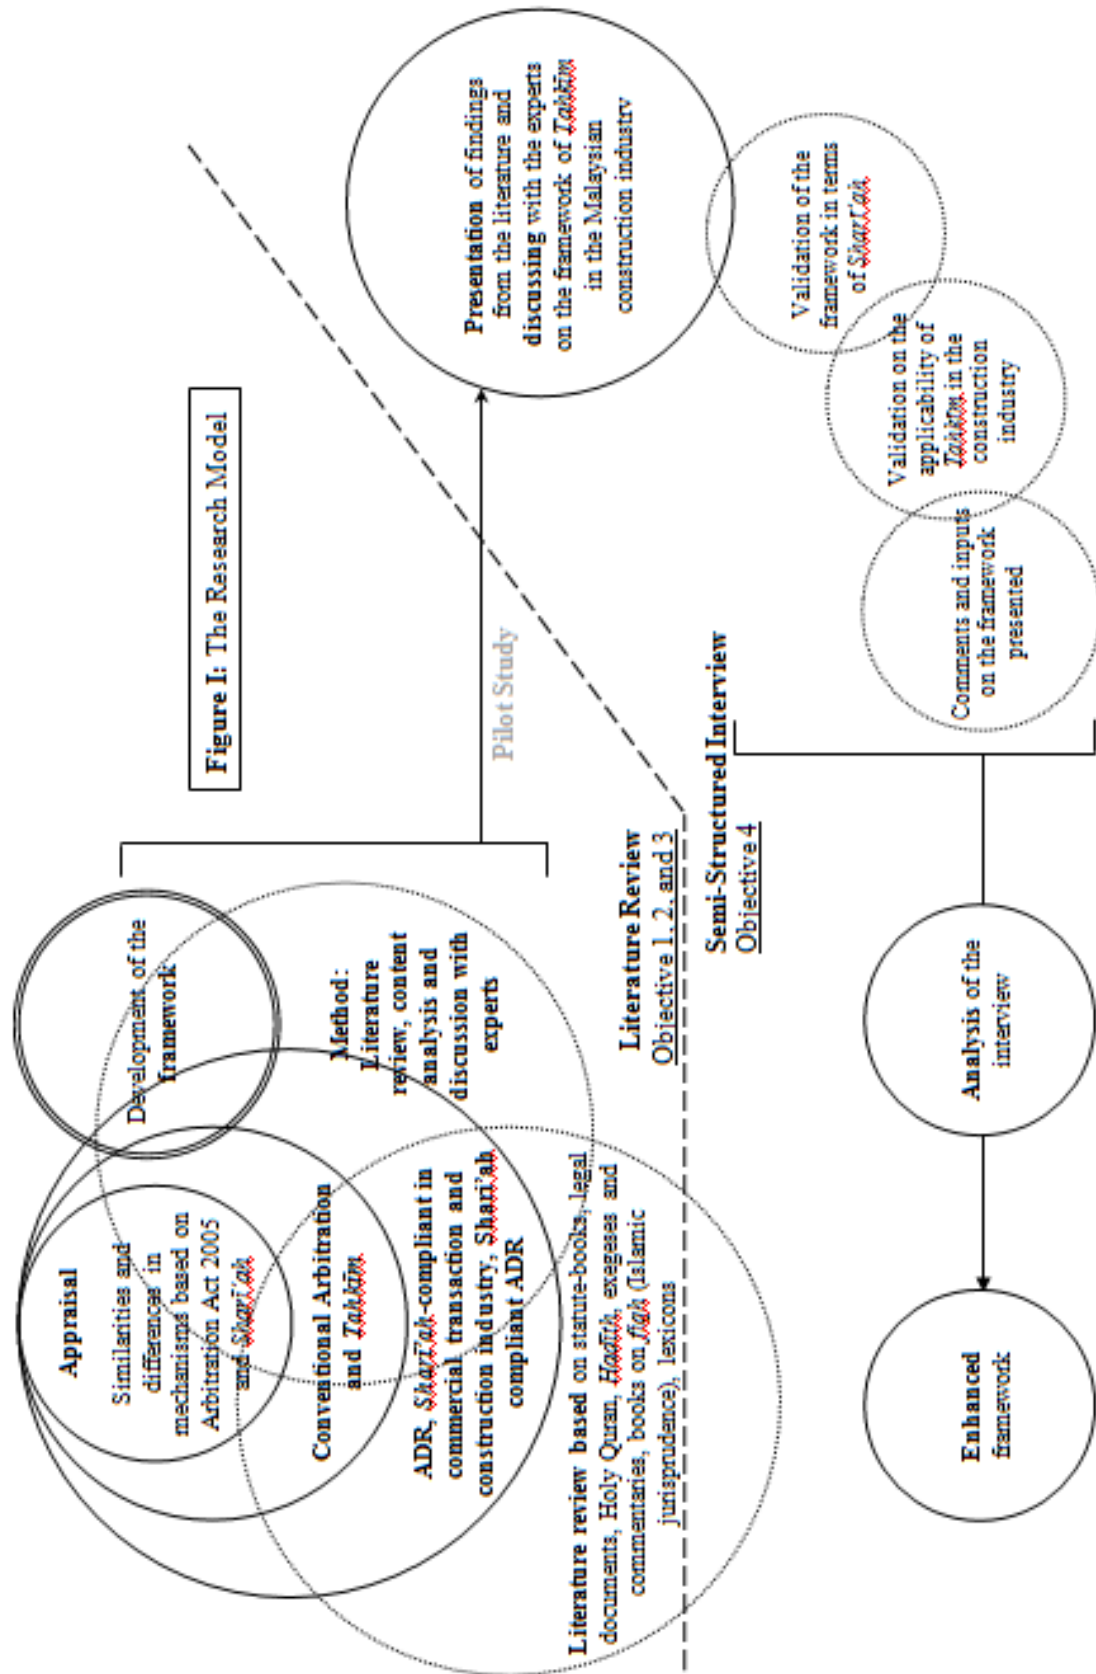 Figure I: The Research Model
Appraisal
Similarities and
differences in
mechanisms based on
Arbitration Act 2005
and Sharī'ah
Conventional Arbitration
and Tahkīm
ADR, Sharī'ah-compliant in
commercial transaction and
construction industry, Sharī'ah
compliant ADR
Literature review based on statute-books, legal
documents, Holy Quran, Hadīth, exegeses and
commentaries, books on fiqh (Islamic
jurisprudence), lexicons
Development of the
framework
Method:
Literature
review, content
analysis and
discussion with
experts
Pilot Study
Presentation of findings
from the literature and
discussing with the experts
on the framework of Tahkīm
in the Malaysian
construction industry
Literature Review
Objective 1, 2, and 3
Semi-Structured Interview
Objective 4
Validation of the
framework in terms
of Sharī'ah
Validation on the
applicability of
Tahkīm in the
construction
industry
Comments and inputs
on the framework
presented
Analysis of the
interview
Enhanced
framework